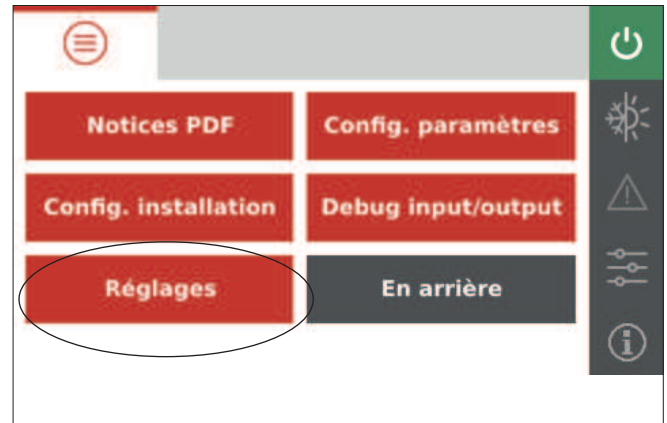 Notices PDF
Config. paramètres
Config. installation
Debug input/output
Réglages
En arrière